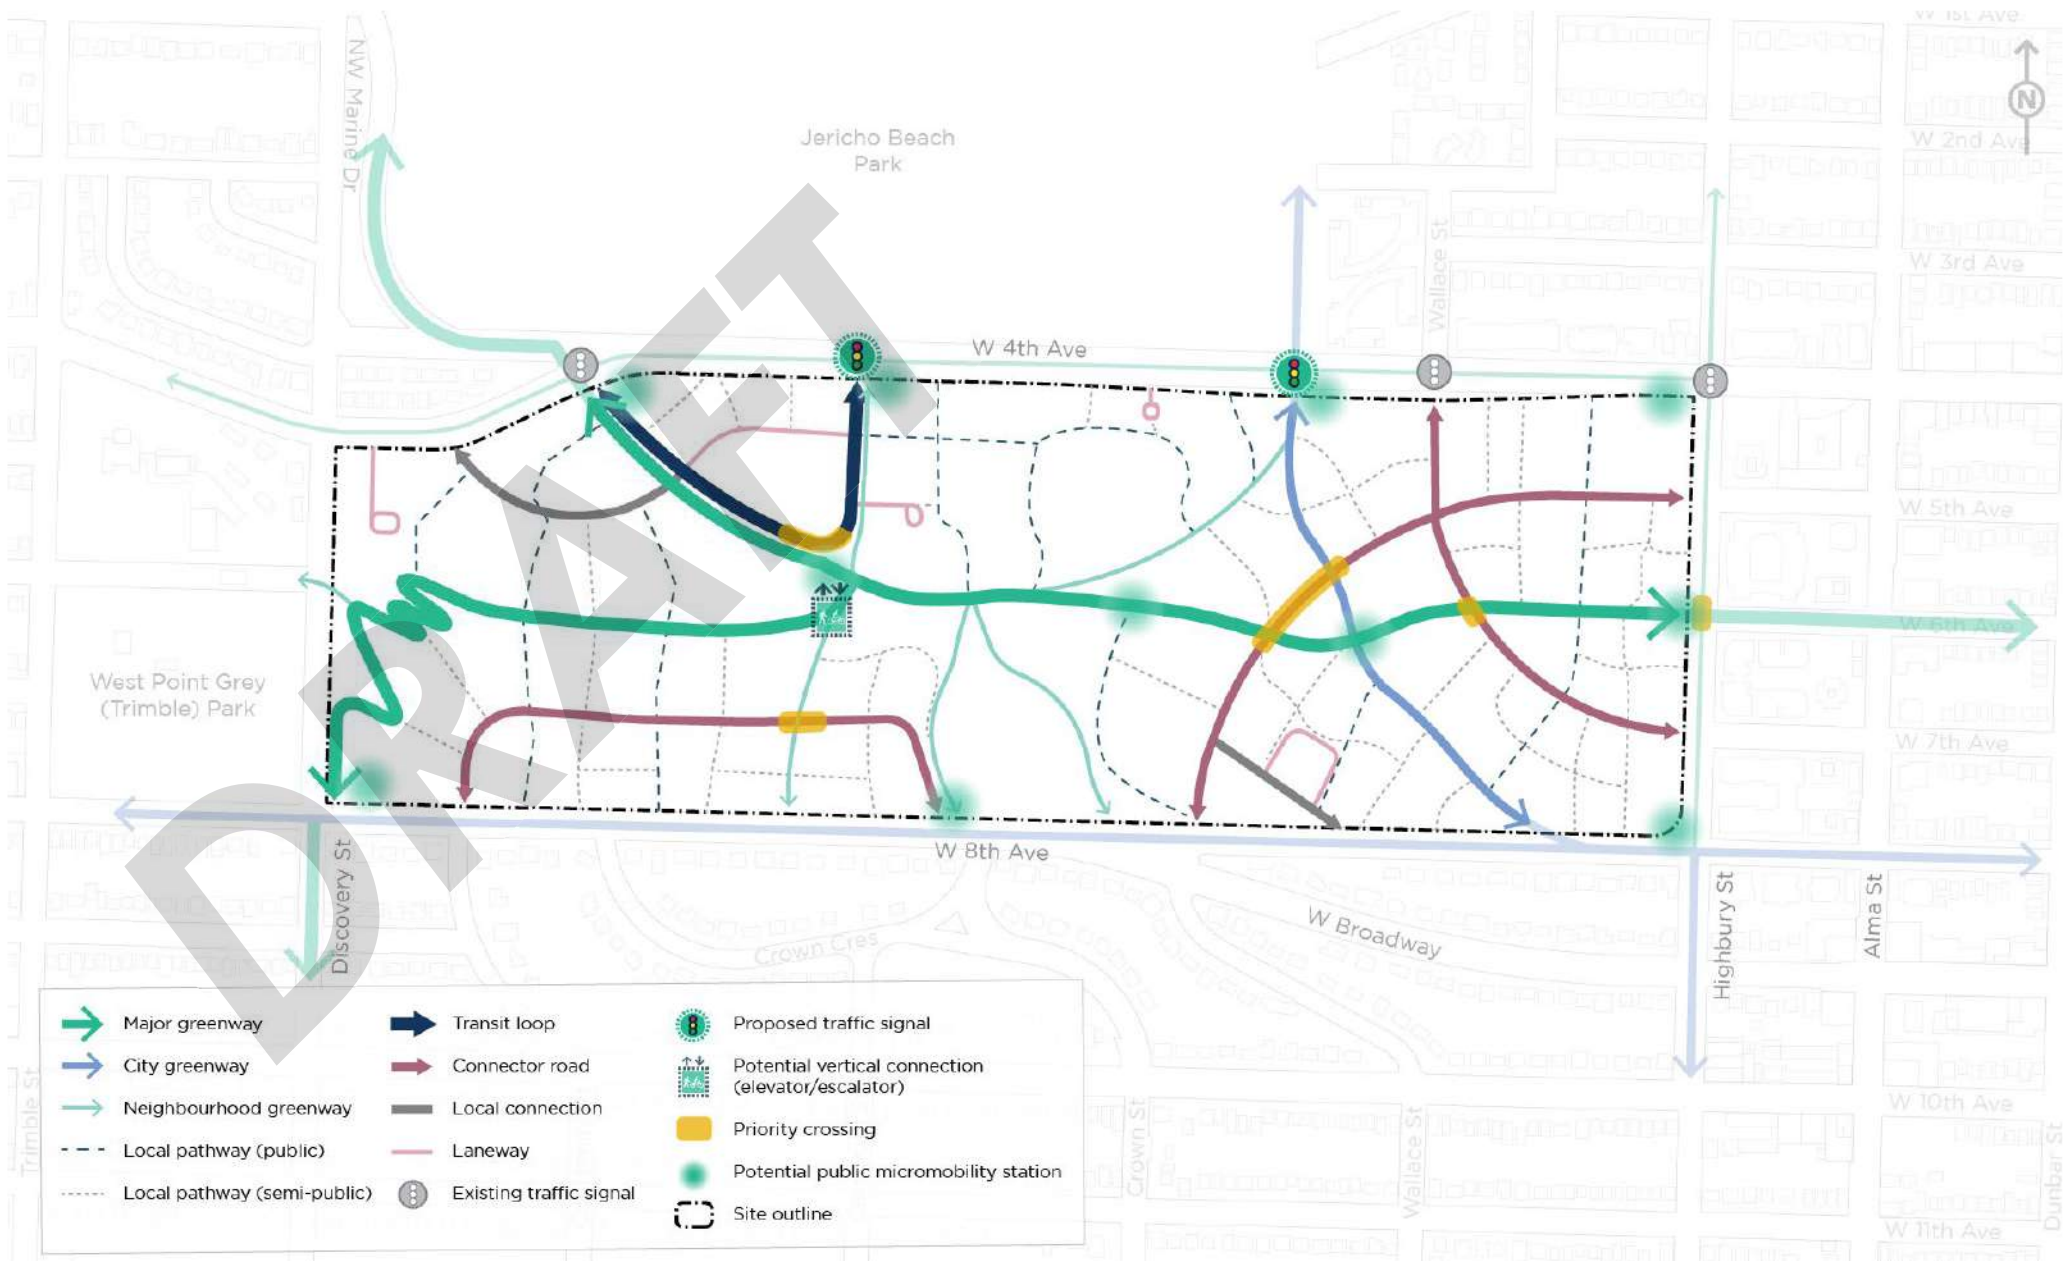 W 1st Ave
NW Marine Dr
N
Jericho Beach
Park
W 2nd Ave
Wallace St
W 3rd Ave
W 4th Ave
W 5th Ave
W 6th Ave
West Point Grey
(Trimble) Park
W 7th Ave
W 8th Ave
Discovery St
Crown Cres
W Broadway
Highbury St
Alma St
DRAFT
Major greenway
City greenway
Neighbourhood greenway
Local pathway (public)
Local pathway (semi-public)
Transit loop
Connector road
Local connection
Laneway
Existing traffic signal
Proposed traffic signal
Potential vertical connection
(elevator/escalator)
Priority crossing
Potential public micromobility station
Site outline
Trimble St
Crown St
Wallace St
W 10th Ave
Dunbar St
W 11th Ave